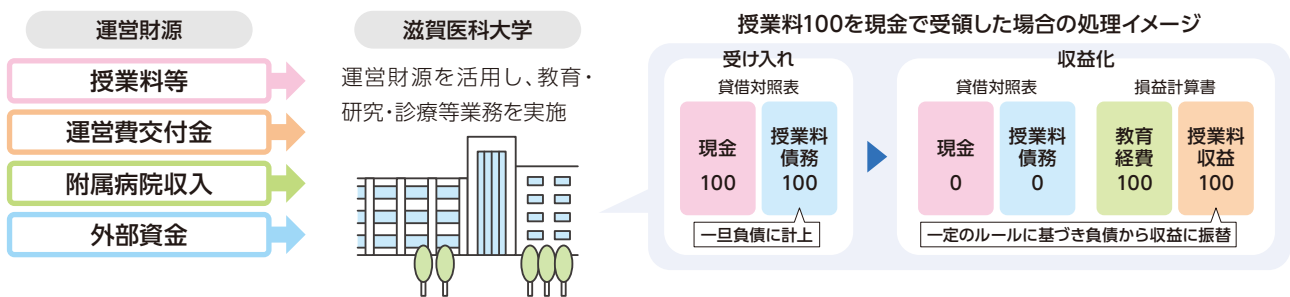 運営財源
授業料等
運営費交付金
附属病院収入
外部資金
滋賀医科大学
運営財源を活用し、教育・
研究・診療等業務を実施
授業料100を現金で受領した場合の処理イメージ
受け入れ
貸借対照表
現金
100
授業料
債務
100
一旦負債に計上
収益化
貸借対照表
損益計算書
現金
0
授業料
債務
0
教育
経費
100
授業料
収益
100
一定のルールに基づき負債から収益に振替